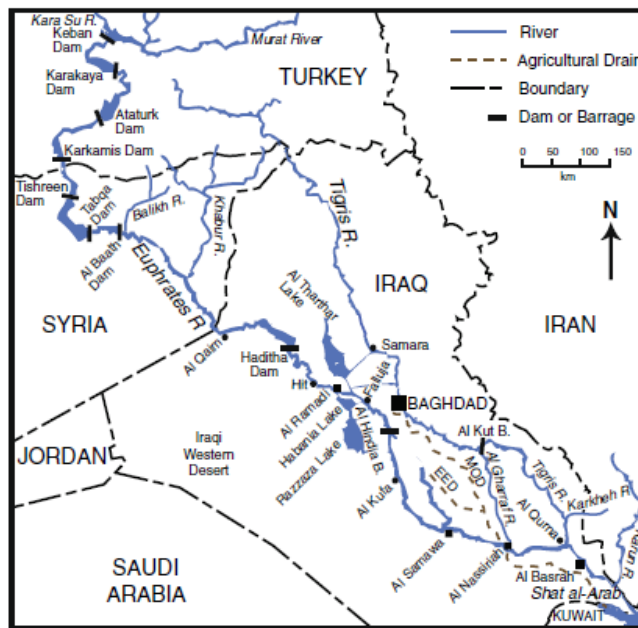 Kara Su R.
Keban
Dam
Murat River
Karakaya
Dam
TURKEY
Ataturk
Dam
Karkamis Dam
Tishreen
Dam
Tabqa
Dam
Balikh R.
Khabur R.
Al Baath
Dam
Euphrates R
SYRIA
River
Agricultural Drain
Boundary
Dam or Barrage
0 50 100 150
km
N
Tigris R.
IRAQ
IRAN
Al Tharthar
Lake
Samara
Al Qaim
Haditha
Dam
Hit
Al Ramadi
Habania Lake
Razzaza Lake
Falluja
BAGHDAD
Al Hindia B.
Al Kut B.
JORDAN
Iraqi
Western
Desert
Al Kufa
EED
MOD
Al Gharraf R.
Tigris R.
Karkheh R
Al Qurna
Al Samawa
Al Nassiriah
Al Basrah
Shat al-Arab
SAUDI
ARABIA
KUWAIT